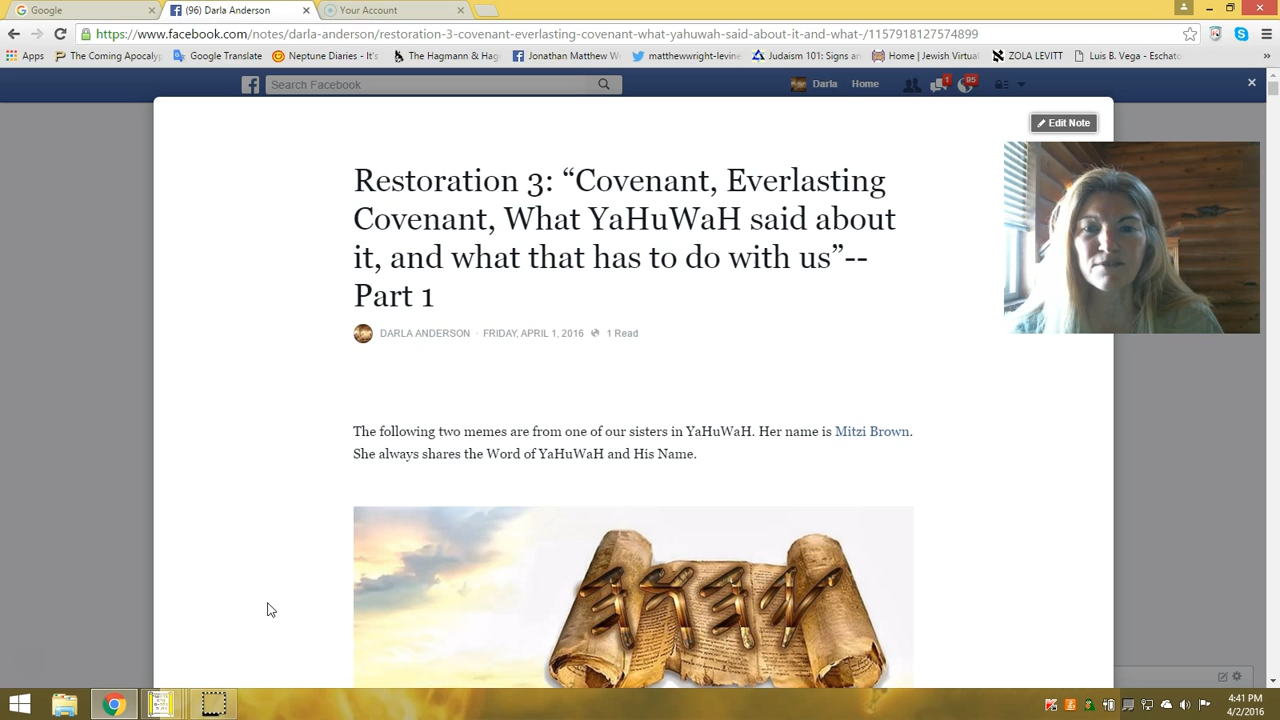 Google
(96) Darla Anderson
Your Account
https://www.facebook.com/notes/darla-anderson/restoration-3-covenant-everlasting-covenant-what-yahuwah-said-about-it-and-what-/1157918127574899
Apps The Coming Apocalyp Google Translate Neptune Diaries - It's The Hagmann & Hag Jonathan Matthew Wr matthewwright-levine Judaism 101: Signs an Home | Jewish Virtual ZOLA LEVITT Luis B. Vega - Eschato
Search Facebook
Darla Home 1 95
Edit Note
Restoration 3: “Covenant, Everlasting
Covenant, What YaHuWaH said about
it, and what that has to do with us”--
Part 1
DARLA ANDERSON · FRIDAY, APRIL 1, 2016 1 Read
The following two memes are from one of our sisters in YaHuWaH. Her name is Mitzi Brown.
She always shares the Word of YaHuWaH and His Name.
4:41 PM
4/2/2016